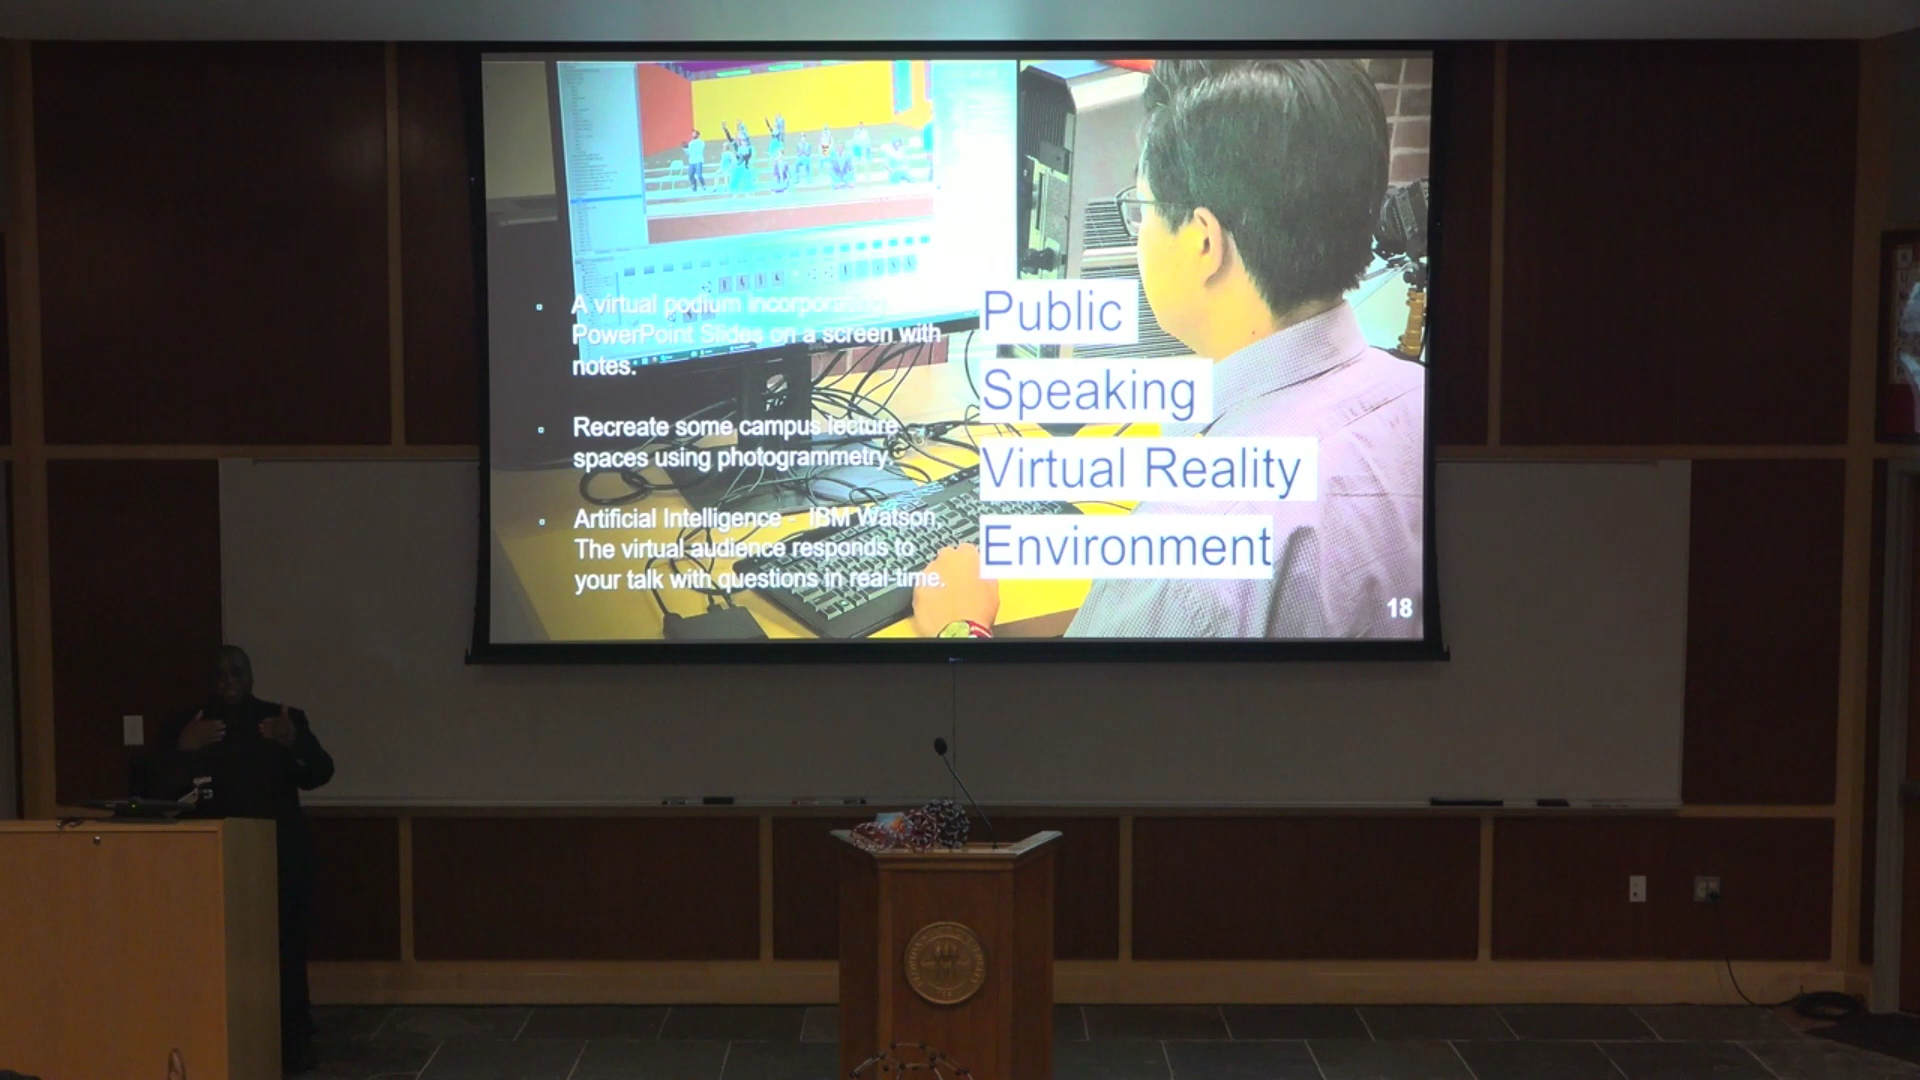 A virtual podium incorporating
PowerPoint Slides on a screen with
notes.
Recreate some campus lecture
spaces using photogrammetry.
Artificial Intelligence - IBM Watson.
The virtual audience responds to
your talk with questions in real-time.
Public
Speaking
Virtual Reality
Environment
18